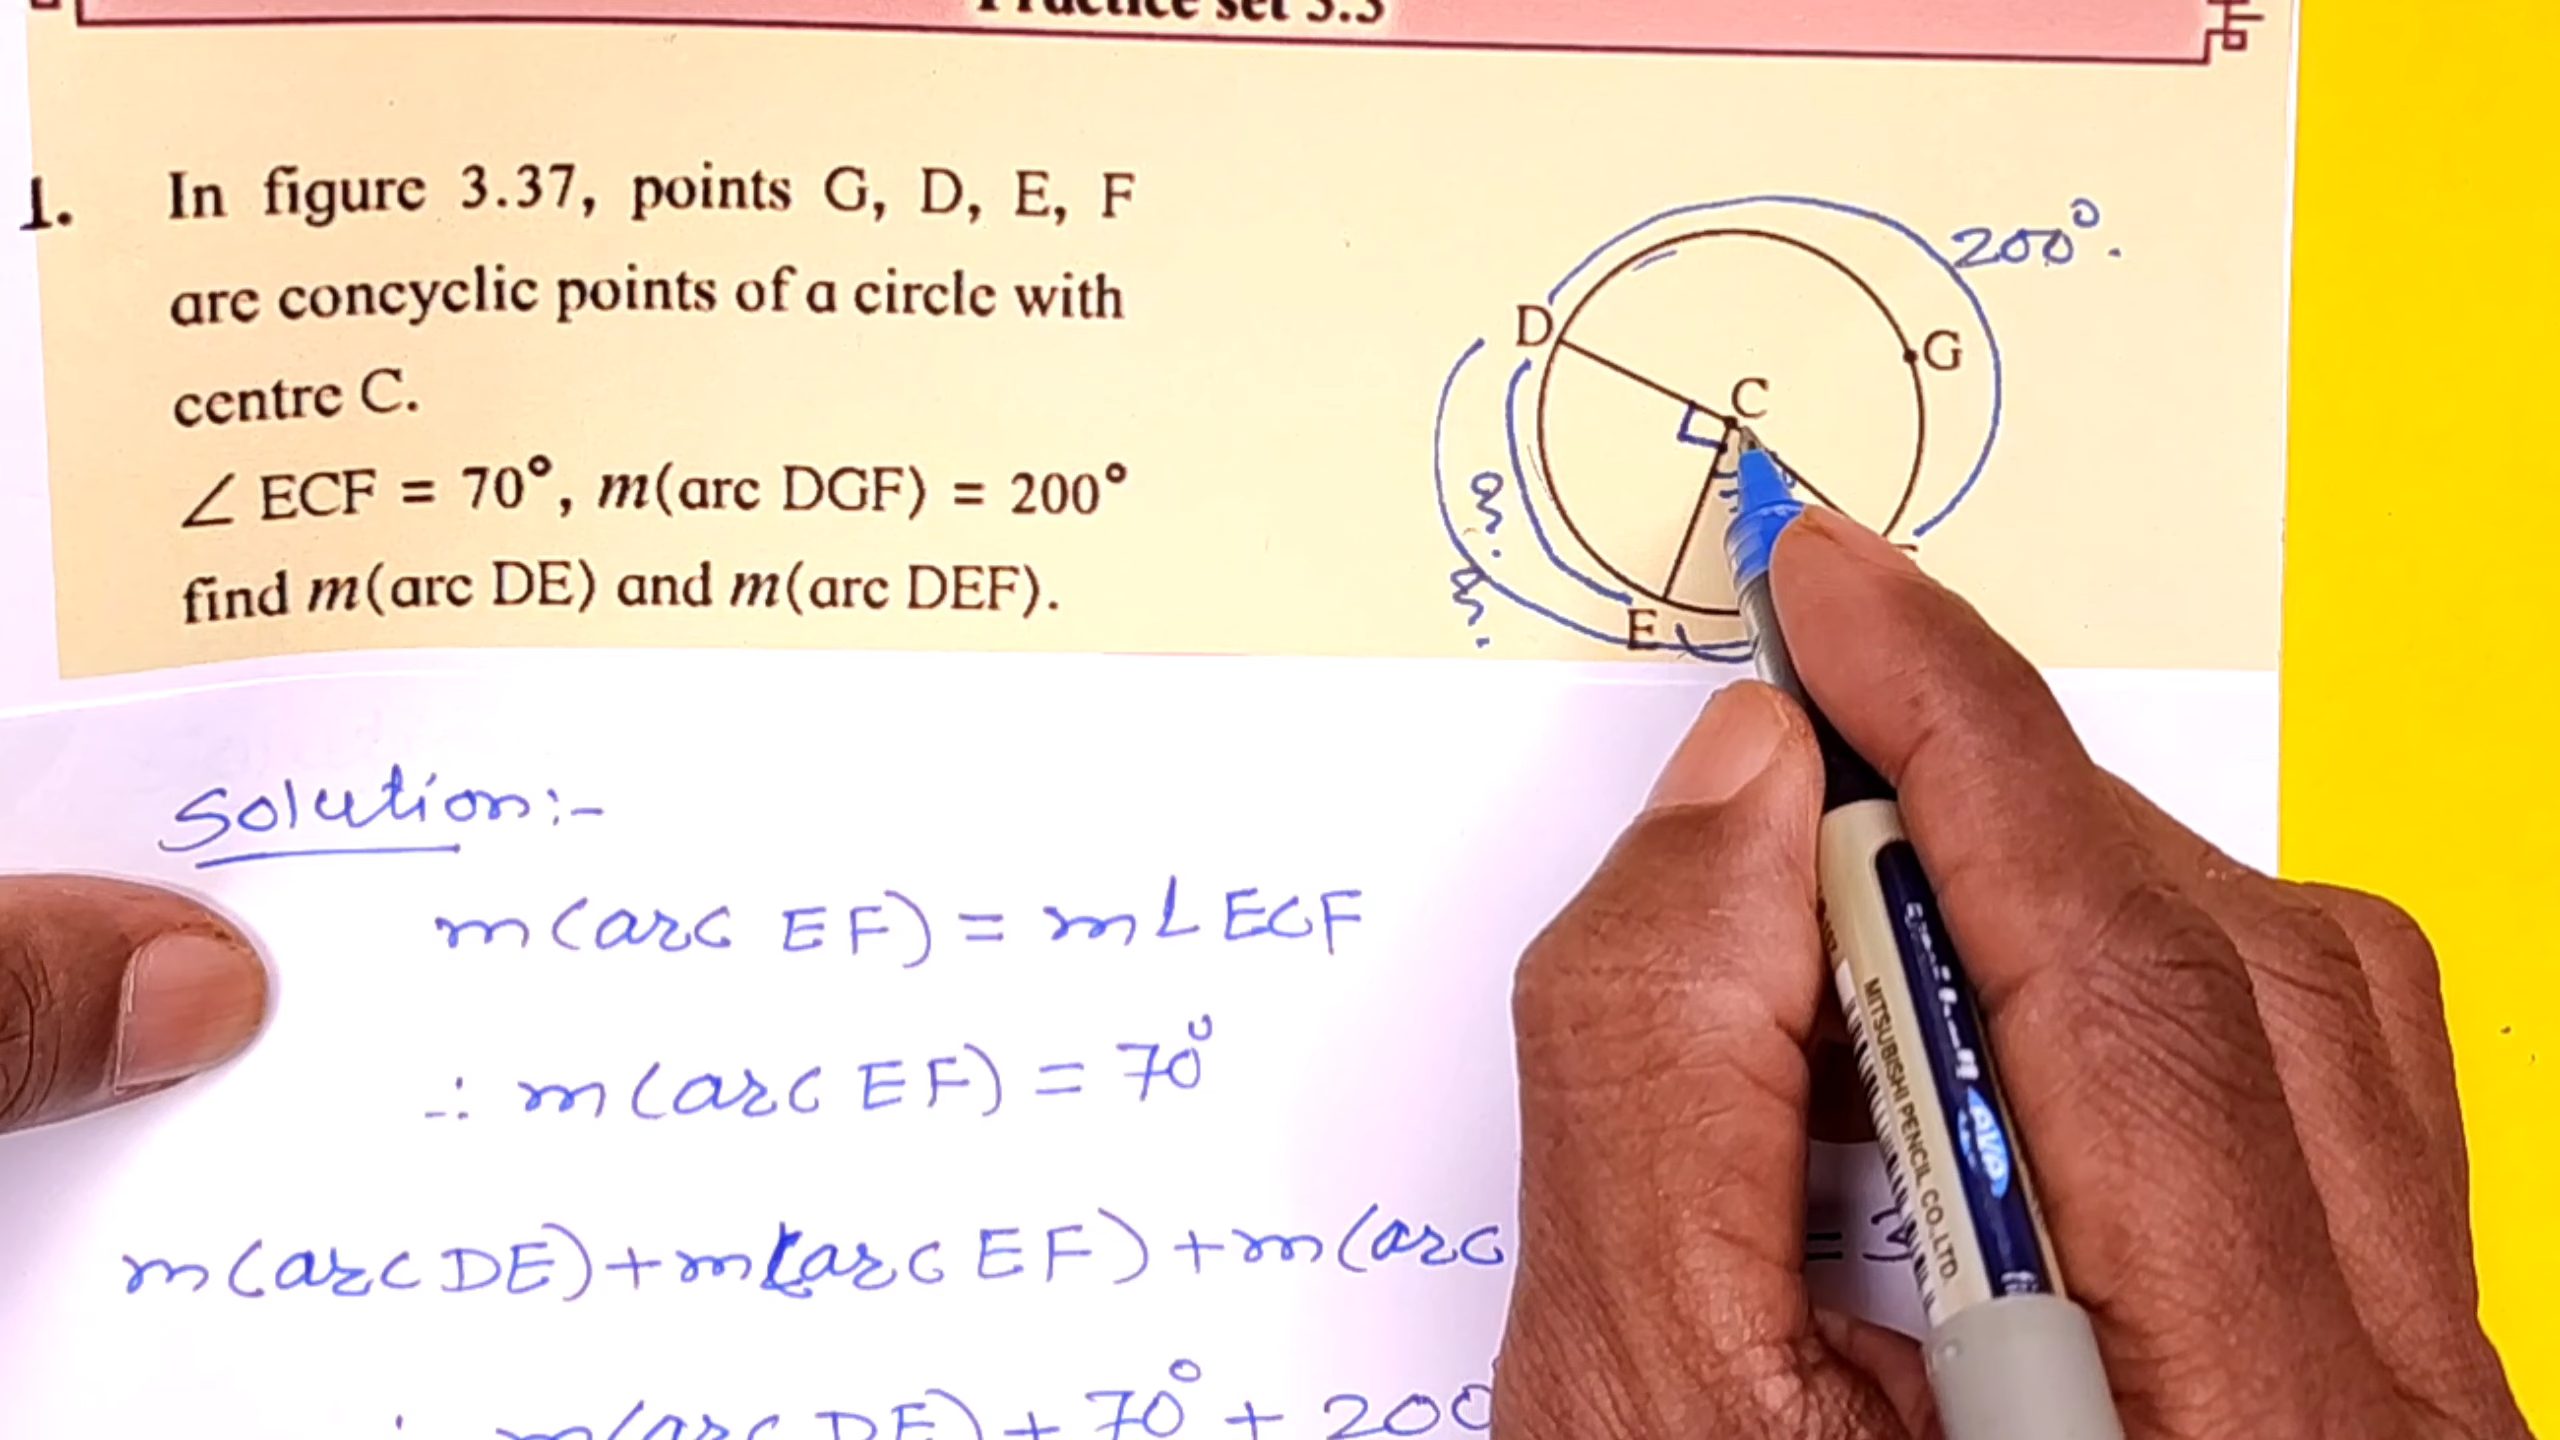 Practice set 3.3
1. In figure 3.37, points G, D, E, F
are concyclic points of a circle with
centre C.
∠ ECF = 70°, m(arc DGF) = 200°
find m(arc DE) and m(arc DEF).
200°.
D
G
C
E
Solution:-
m(arc EF) = m∠ECF
∴ m(arc EF) = 70°
m(arc DE)+m(arc EF)+m(arc =
m(arc DE) + 70° + 200
MITSUBISHI PENCIL CO.,LTD.